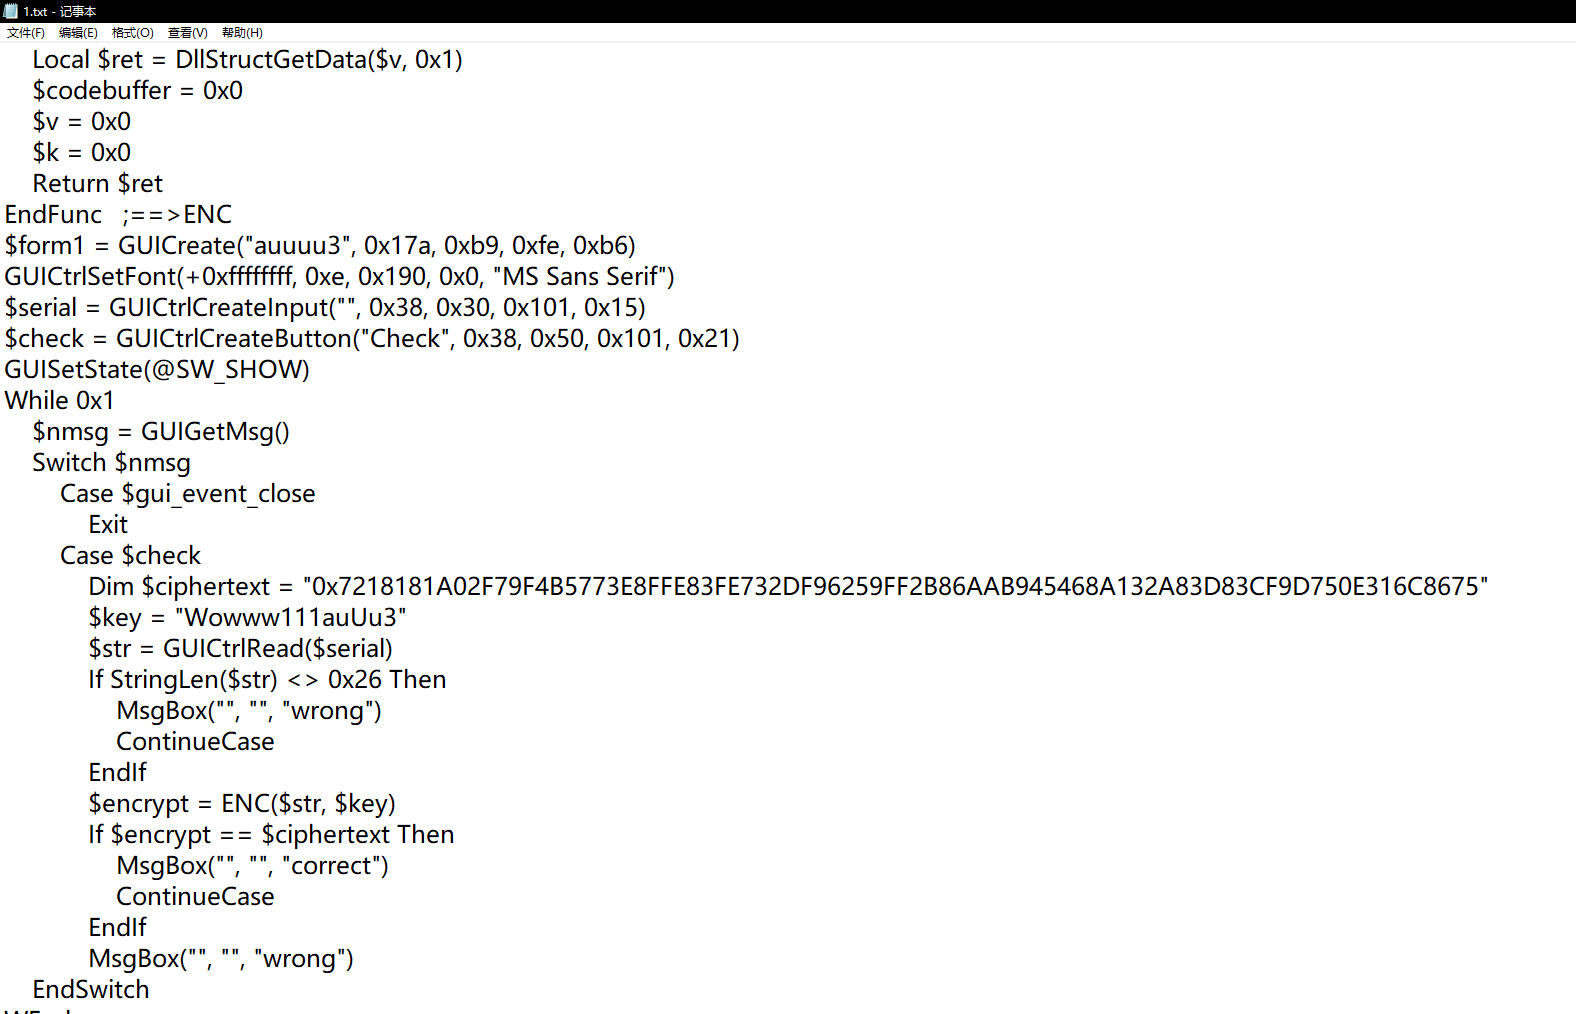 1.txt - 记事本
文件(F) 编辑(E) 格式(O) 查看(V) 帮助(H)
Local $ret = DllStructGetData($v, 0x1)
$codebuffer = 0x0
$v = 0x0
$k = 0x0
Return $ret
EndFunc ;==>ENC
$form1 = GUICreate("auuuu3", 0x17a, 0xb9, 0xfe, 0xb6)
GUICtrlSetFont(+0xffffffff, 0xe, 0x190, 0x0, "MS Sans Serif")
$serial = GUICtrlCreateInput("", 0x38, 0x30, 0x101, 0x15)
$check = GUICtrlCreateButton("Check", 0x38, 0x50, 0x101, 0x21)
GUISetState(@SW_SHOW)
While 0x1
$nmsg = GUIGetMsg()
Switch $nmsg
Case $gui_event_close
Exit
Case $check
Dim $ciphertext = "0x7218181A02F79F4B5773E8FFE83FE732DF96259FF2B86AAB945468A132A83D83CF9D750E316C8675"
$key = "Wowww111auUu3"
$str = GUICtrlRead($serial)
If StringLen($str) <> 0x26 Then
MsgBox("", "", "wrong")
ContinueCase
EndIf
$encrypt = ENC($str, $key)
If $encrypt == $ciphertext Then
MsgBox("", "", "correct")
ContinueCase
EndIf
MsgBox("", "", "wrong")
EndSwitch